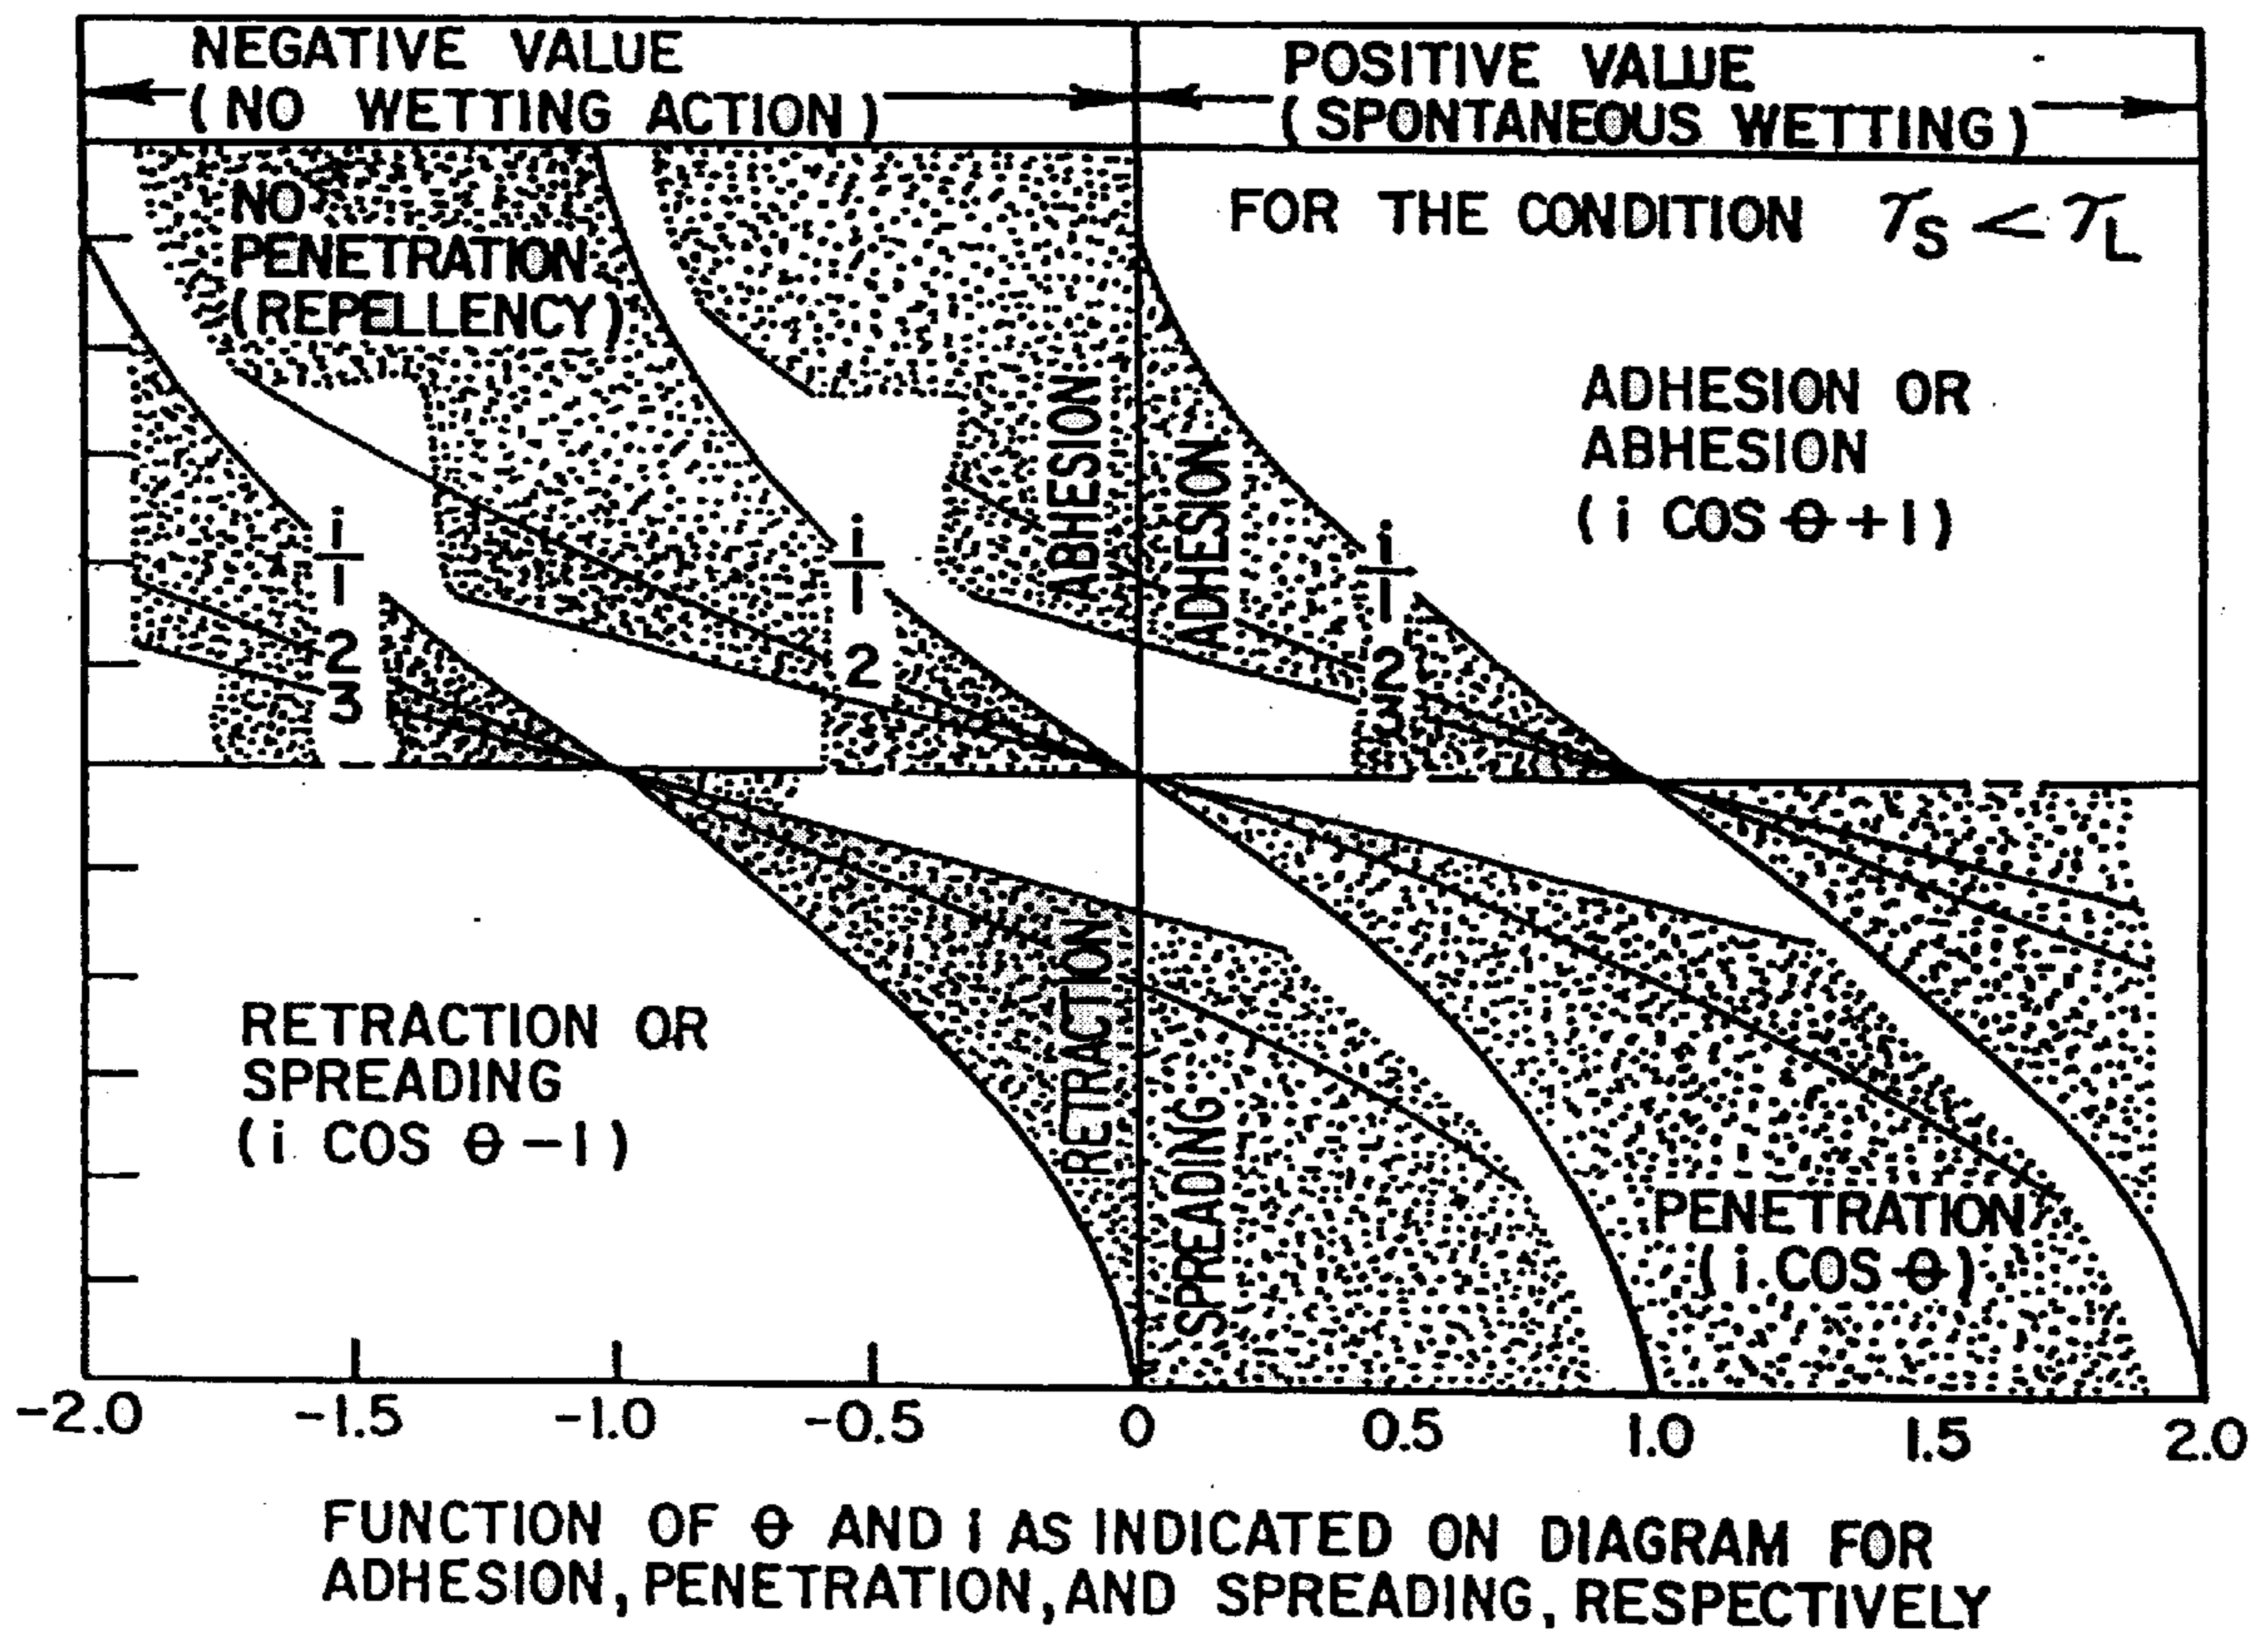 NEGATIVE VALUE
(NO WETTING ACTION)
POSITIVE VALUE
(SPONTANEOUS WETTING)
NO
PENETRATION
(REPELLENCY)
FOR THE CONDITION τS < τL
ADHESION OR
ABHESION
(i COS θ + 1)
ABHESION
ADHESION
i
1
2
3
i
1
2
i
1
2
3
RETRACTION OR
SPREADING
(i COS θ – 1)
RETRACTION
SPREADING
PENETRATION
(i COS θ)
-2.0 -1.5 -1.0 -0.5 0 0.5 1.0 1.5 2.0
FUNCTION OF θ AND i AS INDICATED ON DIAGRAM FOR
ADHESION, PENETRATION, AND SPREADING, RESPECTIVELY